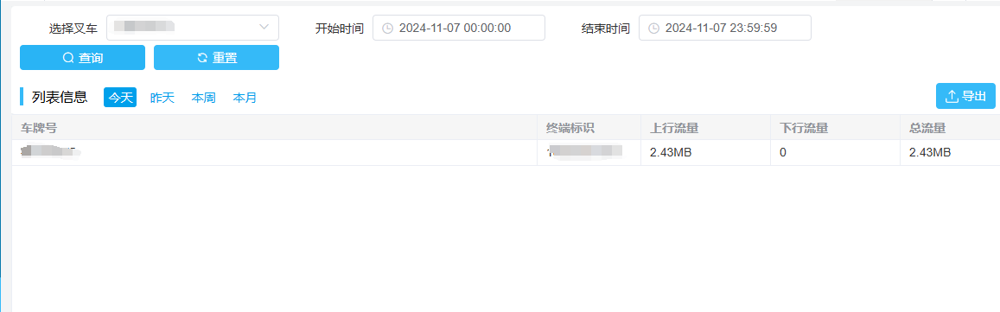 选择叉车 开始时间 2024-11-07 00:00:00 结束时间 2024-11-07 23:59:59
查询 重置
列表信息 今天 昨天 本周 本月 导出
车牌号 终端标识 上行流量 下行流量 总流量
2.43MB 0 2.43MB